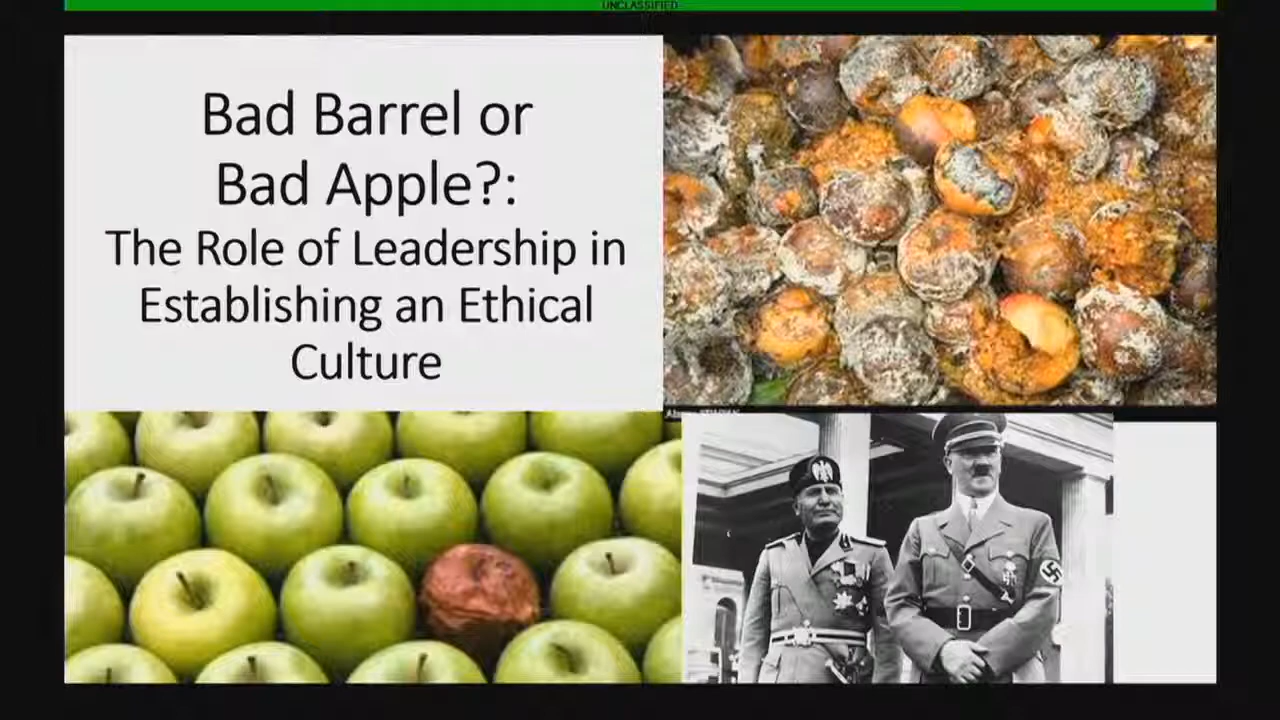 UNCLASSIFIED
Bad Barrel or
Bad Apple?:
The Role of Leadership in
Establishing an Ethical
Culture